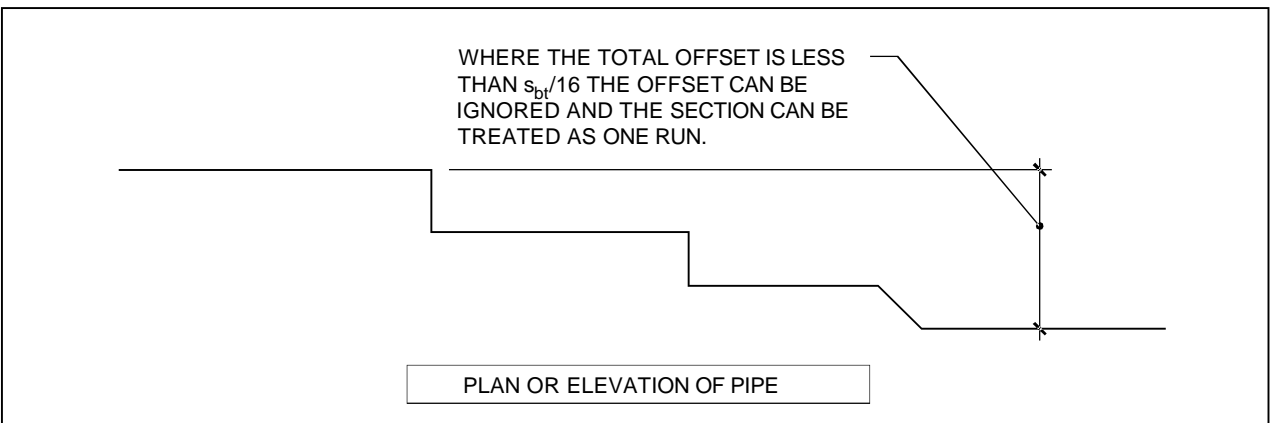 WHERE THE TOTAL OFFSET IS LESS
THAN s_bt/16 THE OFFSET CAN BE
IGNORED AND THE SECTION CAN BE
TREATED AS ONE RUN.
PLAN OR ELEVATION OF PIPE